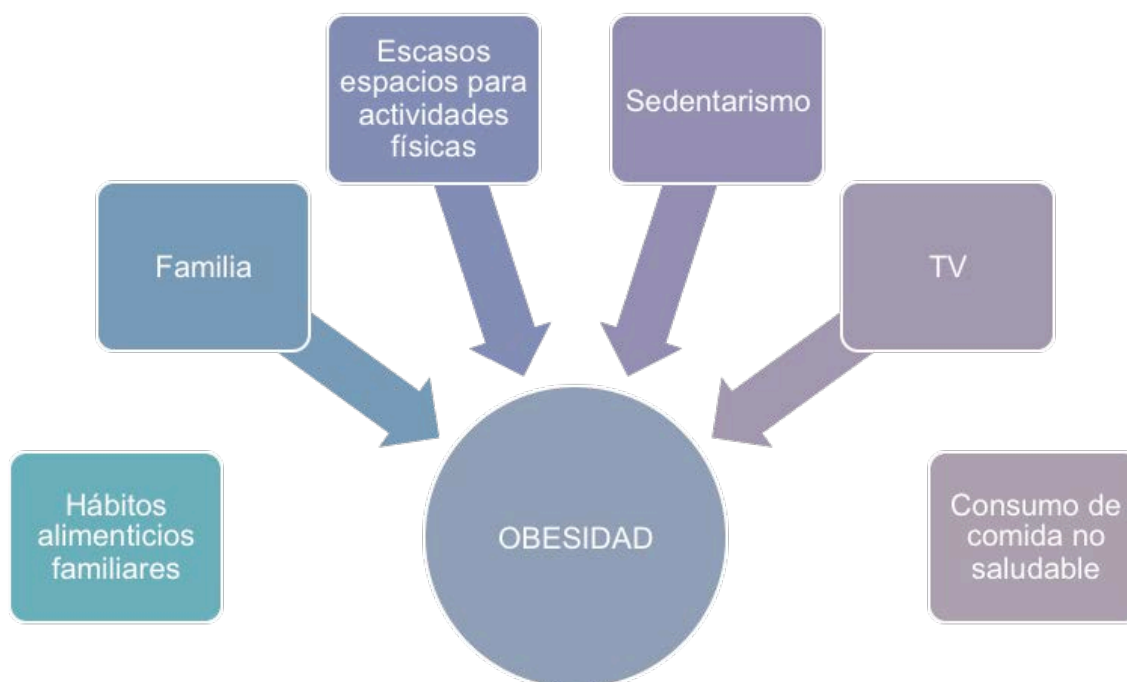 Escasos
espacios para
actividades
físicas
Sedentarismo
Familia
TV
Hábitos
alimenticios
familiares
OBESIDAD
Consumo de
comida no
saludable